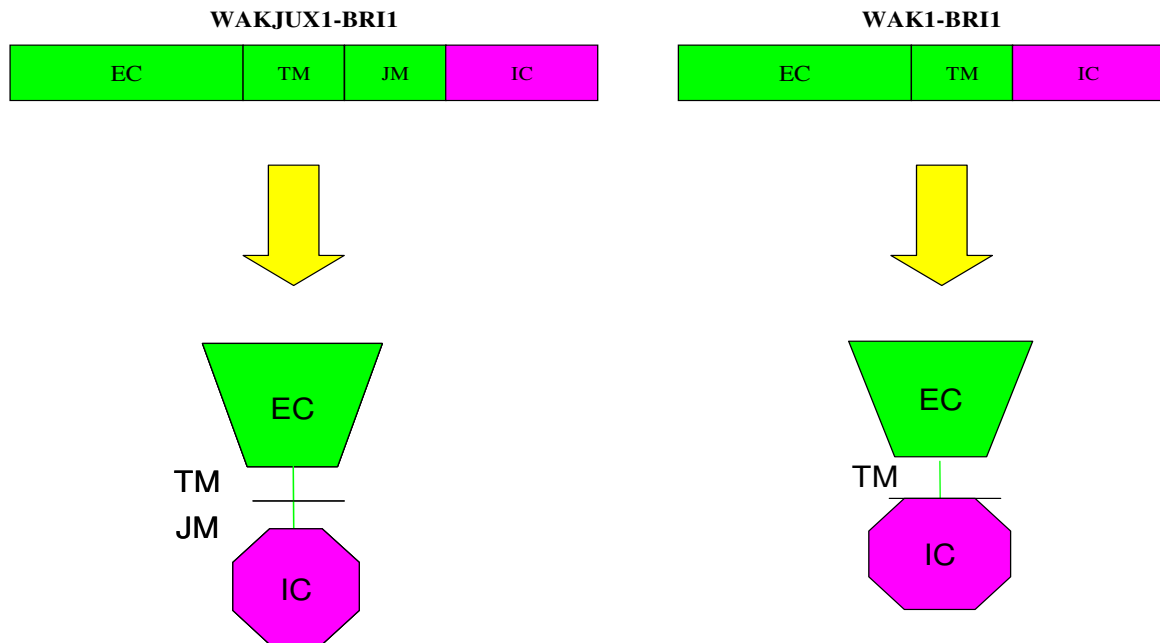 WAKJUX1-BRI1
WAK1-BRI1
EC TM JM IC
EC TM IC
EC
TM
JM
IC
EC
TM
IC